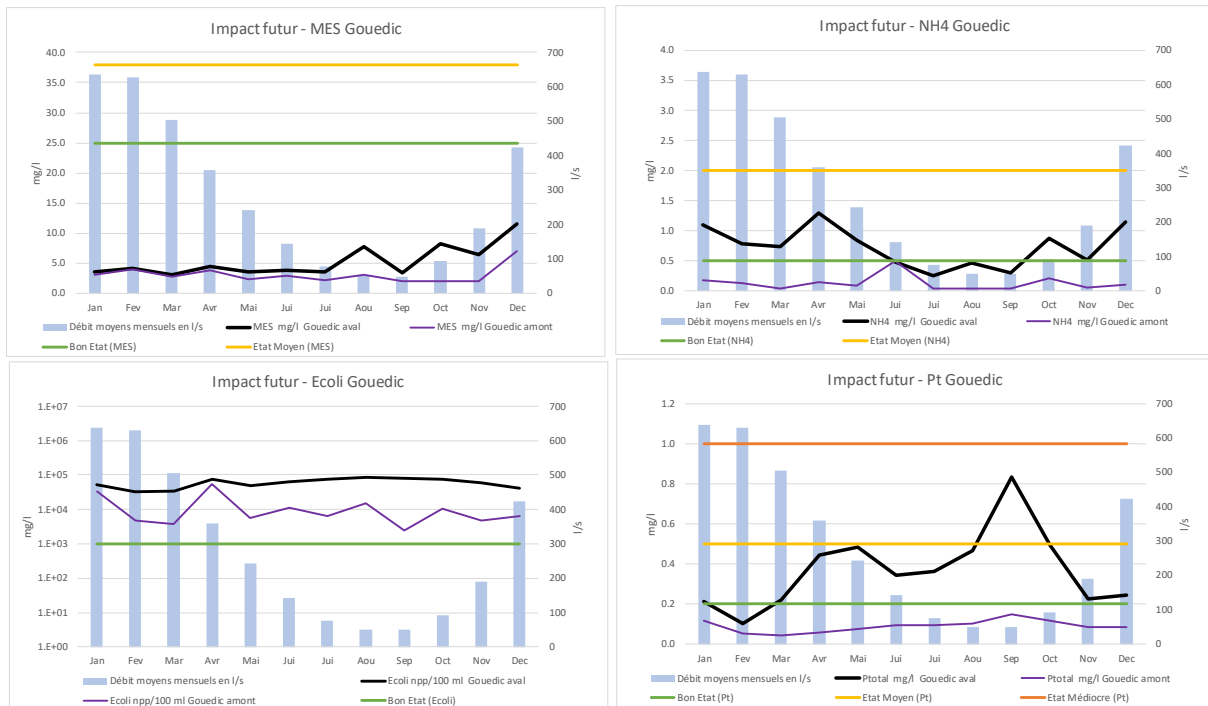 Impact futur - MES Gouedic
40.0
35.0
30.0
25.0
20.0
15.0
10.0
5.0
0.0
mg/l
700
600
500
400
300
200
100
0
l/s
Jan Fev Mar Avr Mai Jui Jui Aou Sep Oct Nov Dec
Débit moyens mensuels en l/s
MES mg/l Gouedic aval
MES mg/l Gouedic amont
Bon Etat (MES)
Etat Moyen (MES)
Impact futur - NH4 Gouedic
4.0
3.5
3.0
2.5
2.0
1.5
1.0
0.5
0.0
mg/l
700
600
500
400
300
200
100
0
l/s
Jan Fev Mar Avr Mai Jui Jui Aou Sep Oct Nov Dec
Débit moyens mensuels en l/s
NH4 mg/l Gouedic aval
NH4 mg/l Gouedic amont
Bon Etat (NH4)
Etat Moyen (NH4)
Impact futur - Ecoli Gouedic
1.E+07
1.E+06
1.E+05
1.E+04
1.E+03
1.E+02
1.E+01
1.E+00
mg/l
700
600
500
400
300
200
100
0
l/s
Jan Fev Mar Avr Mai Jui Jui Aou Sep Oct Nov Dec
Débit moyens mensuels en l/s
Ecoli npp/100 ml Gouedic aval
Ecoli npp/100 ml Gouedic amont
Bon Etat (Ecoli)
Impact futur - Pt Gouedic
1.2
1.0
0.8
0.6
0.4
0.2
0.0
mg/l
700
600
500
400
300
200
100
0
l/s
Jan Fev Mar Avr Mai Jui Jui Aou Sep Oct Nov Dec
Débit moyens mensuels en l/s
Ptotal mg/l Gouedic aval
Ptotal mg/l Gouedic amont
Bon Etat (Pt)
Etat Moyen (Pt)
Etat Médiocre (Pt)